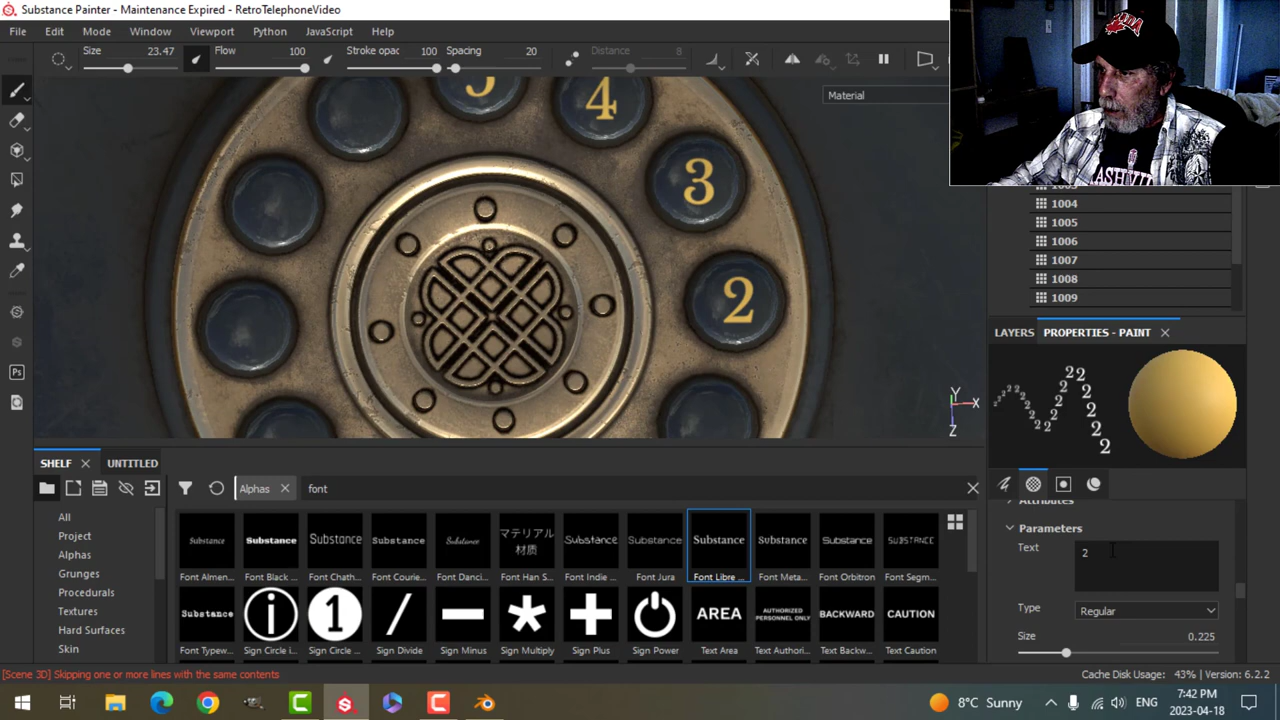 Substance Painter - Maintenance Expired - RetroTelephoneVideo
File Edit Mode Window Viewport Python JavaScript Help
Size 23.47 Flow 100 Stroke opac 100 Spacing 20 Distance 8
Material
5
4
3
2
Y
X
Z
1003
1004
1005
1006
1007
1008
1009
LAYERS PROPERTIES - PAINT
SHELF UNTITLED
Alphas font
All
Project
Alphas
Grunges
Procedurals
Textures
Hard Surfaces
Skin
Substance Substance Substance Substance Substance マテリアル Substance Substance Substance Substance Substance SUBSTANCE
材质
Font Almen... Font Black ... Font Chath... Font Courie... Font Danci... Font Han S... Font Indie ... Font Jura Font Libre ... Font Meta... Font Orbitron Font Segm...
Substance i 1 / − * + AREA AUTHORIZED PERSONNEL ONLY BACKWARD CAUTION
Font Typew... Sign Circle i Sign Circle ... Sign Divide Sign Minus Sign Multiply Sign Plus Sign Power Text Area Text Authori... Text Backw... Text Caution
Attributes
Parameters
Text 2
Type Regular
Size 0.225
[Scene 3D] Skipping one or more lines with the same contents
Cache Disk Usage: 43% | Version: 6.2.2
Ps
8°C Sunny
ENG
7:42 PM
2023-04-18